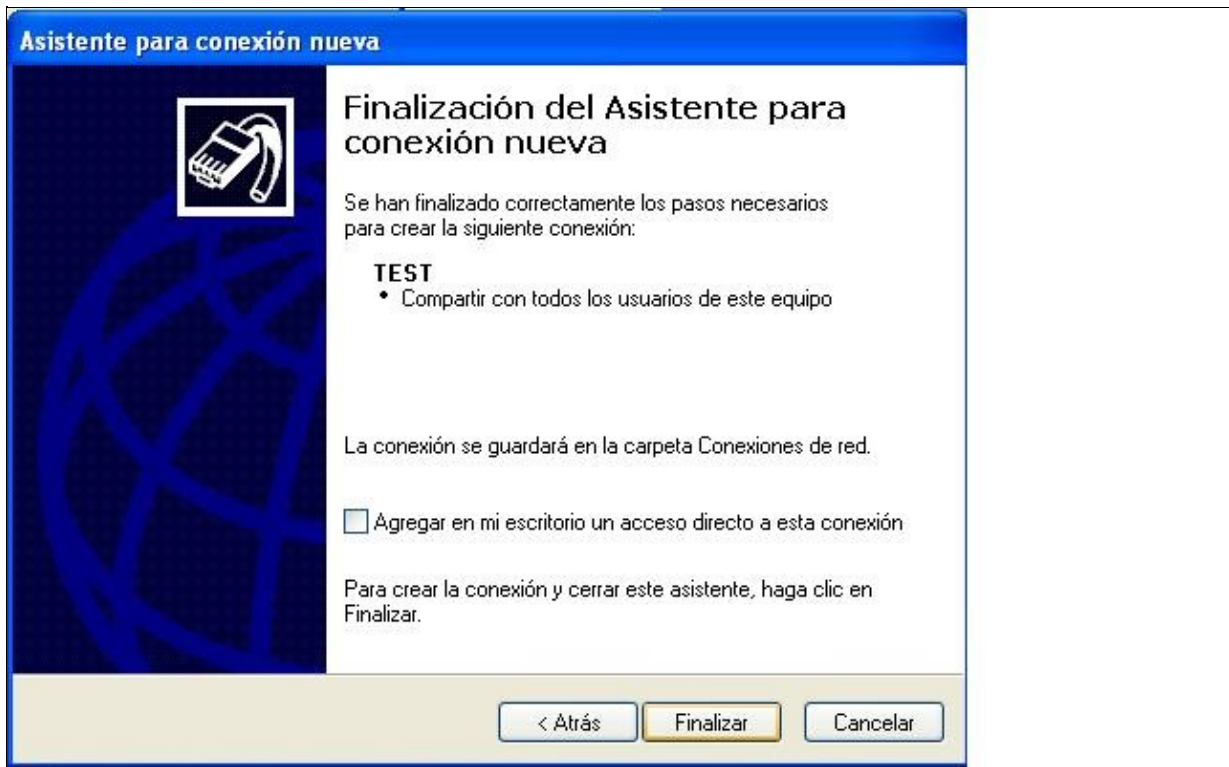 Asistente para conexión nueva
Finalización del Asistente para
conexión nueva
Se han finalizado correctamente los pasos necesarios
para crear la siguiente conexión:
TEST
• Compartir con todos los usuarios de este equipo
La conexión se guardará en la carpeta Conexiones de red.
Agregar en mi escritorio un acceso directo a esta conexión
Para crear la conexión y cerrar este asistente, haga clic en
Finalizar.
< Atrás Finalizar Cancelar